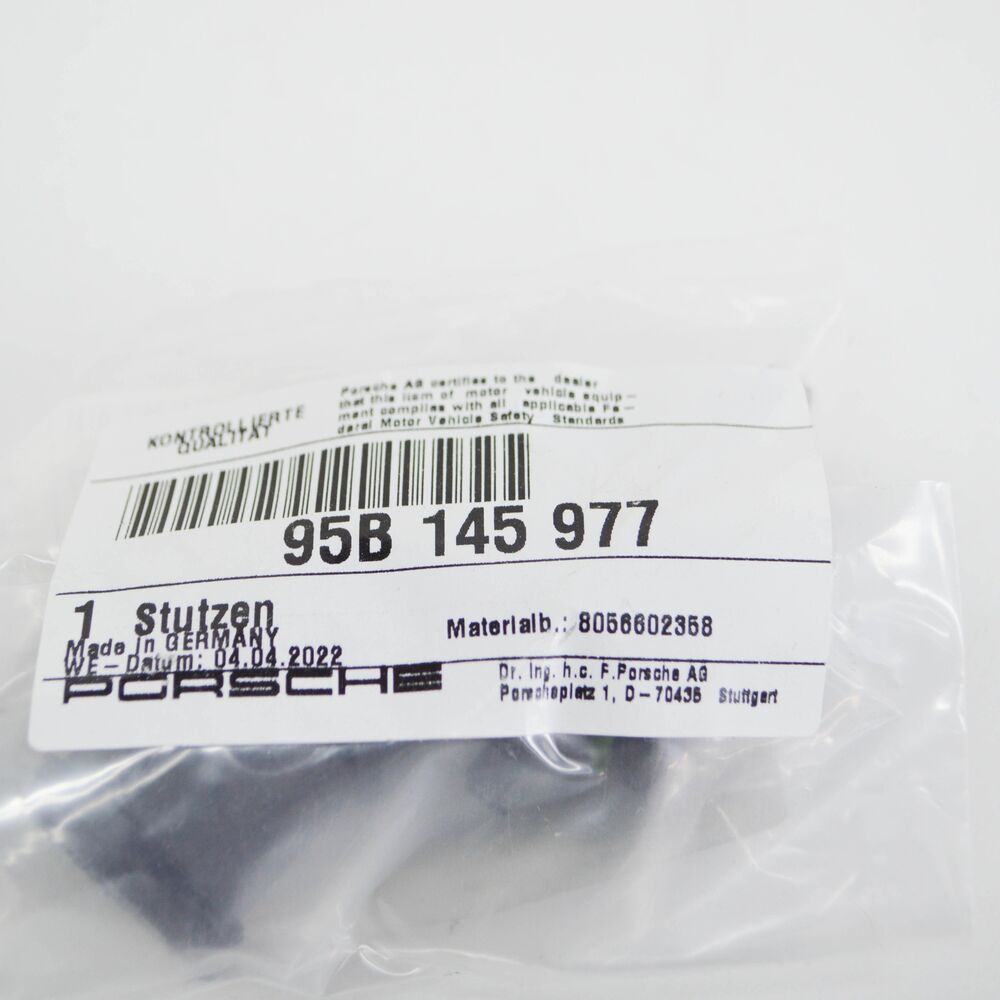 KONTROLLIERTE
QUALITÄT
Porsche AG certifies to the dealer
that this item of motor vehicle equip-
ment complies with all applicable Fe-
deral Motor Vehicle Safety Standards
95B 145 977
1 Stutzen
Made in GERMANY
WE-Datum: 04.04.2022
Materialb.: 8056602358
PORSCHE
Dr. Ing. h.c. F.Porsche AG
Porscheplatz 1, D-70435 Stuttgart